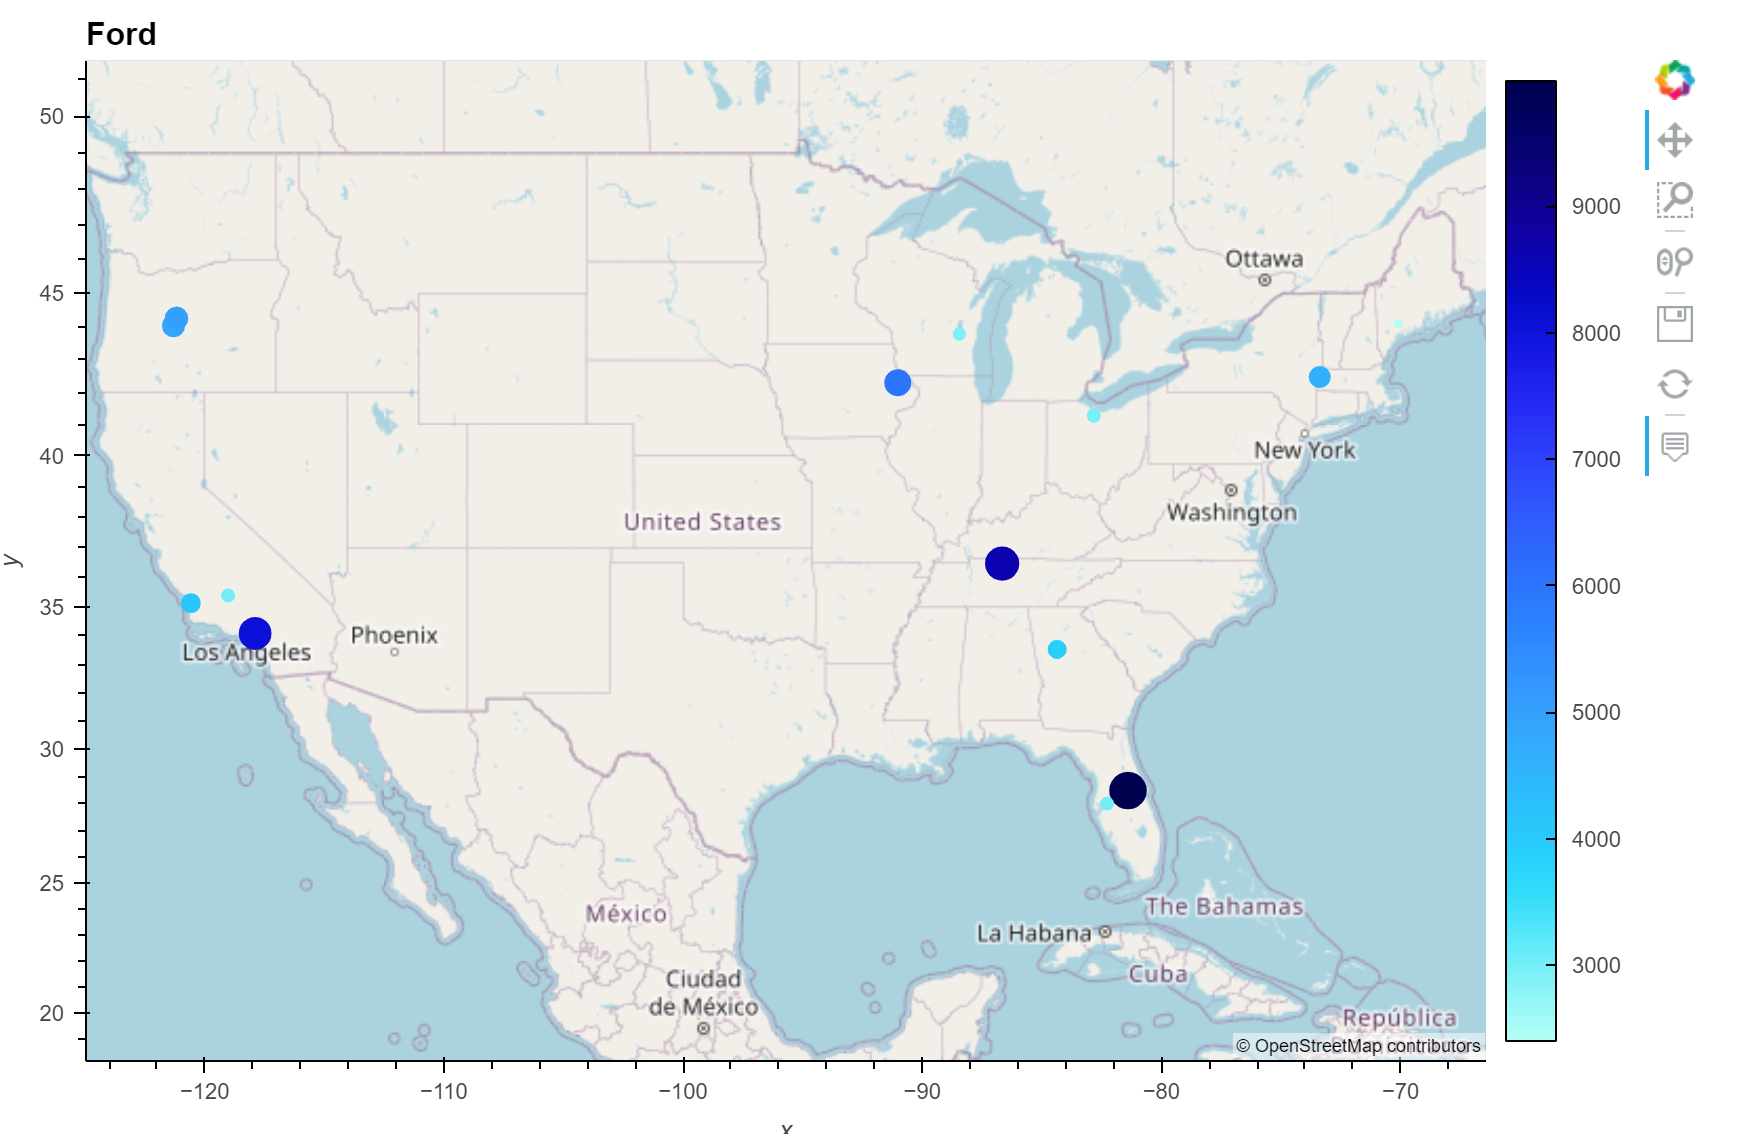 Ford
50
45
40
35
30
25
20
y
−120
−110
−100
−90
−80
−70
x
Ottawa
New York
Washington
United States
Phoenix
Los Angeles
México
The Bahamas
La Habana
Cuba
Ciudad
de México
República
© OpenStreetMap contributors
9000
8000
7000
6000
5000
4000
3000